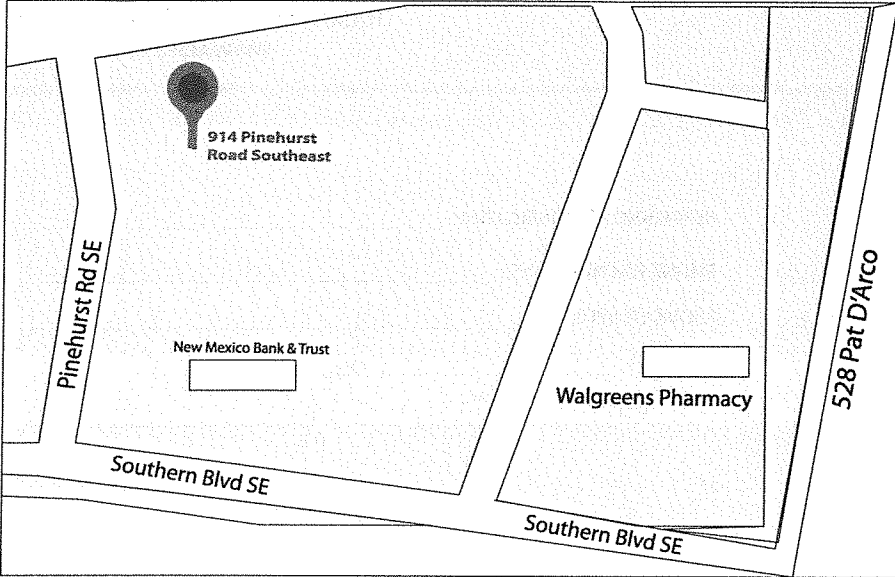 914 Pinehurst
Road Southeast
Pinehurst Rd SE
528 Pat D'Arco
New Mexico Bank & Trust
Walgreens Pharmacy
Southern Blvd SE
Southern Blvd SE